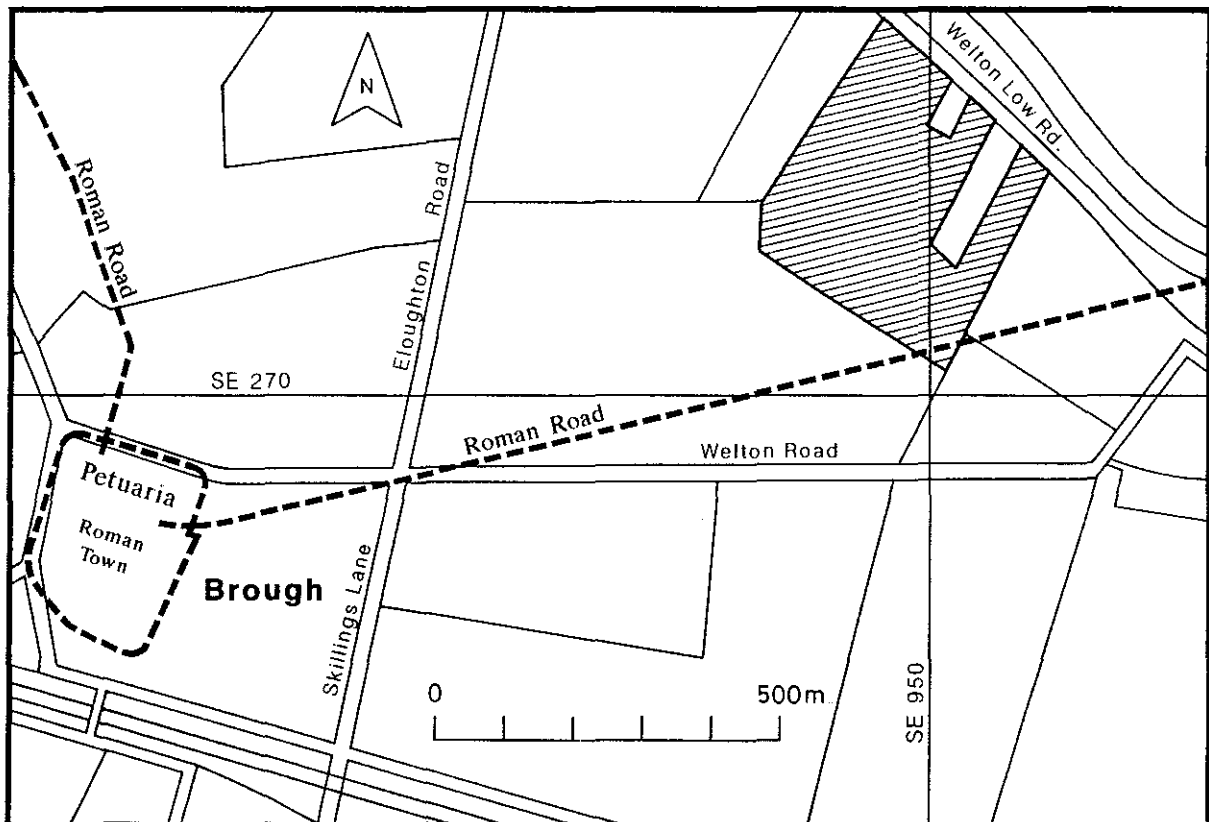 Welton Low Rd.
N
Roman Road
Eloughton Road
SE 270
Roman Road
Welton Road
Petuaria
Roman
Town
Brough
Skillings Lane
0 500m
SE 950